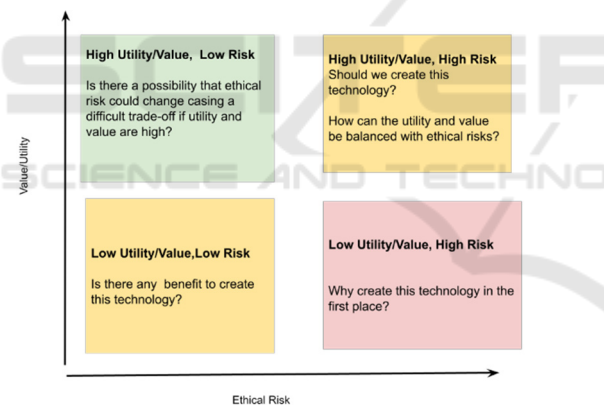 High Utility/Value, Low Risk
Is there a possibility that ethical
risk could change casing a
difficult trade-off if utility and
value are high?
High Utility/Value, High Risk
Should we create this
technology?
How can the utility and value
be balanced with ethical risks?
Value/Utility
SCIENCE AND TECHNO
Low Utility/Value,Low Risk
Is there any benefit to create
this technology?
Low Utility/Value, High Risk
Why create this technology in the
first place?
Ethical Risk